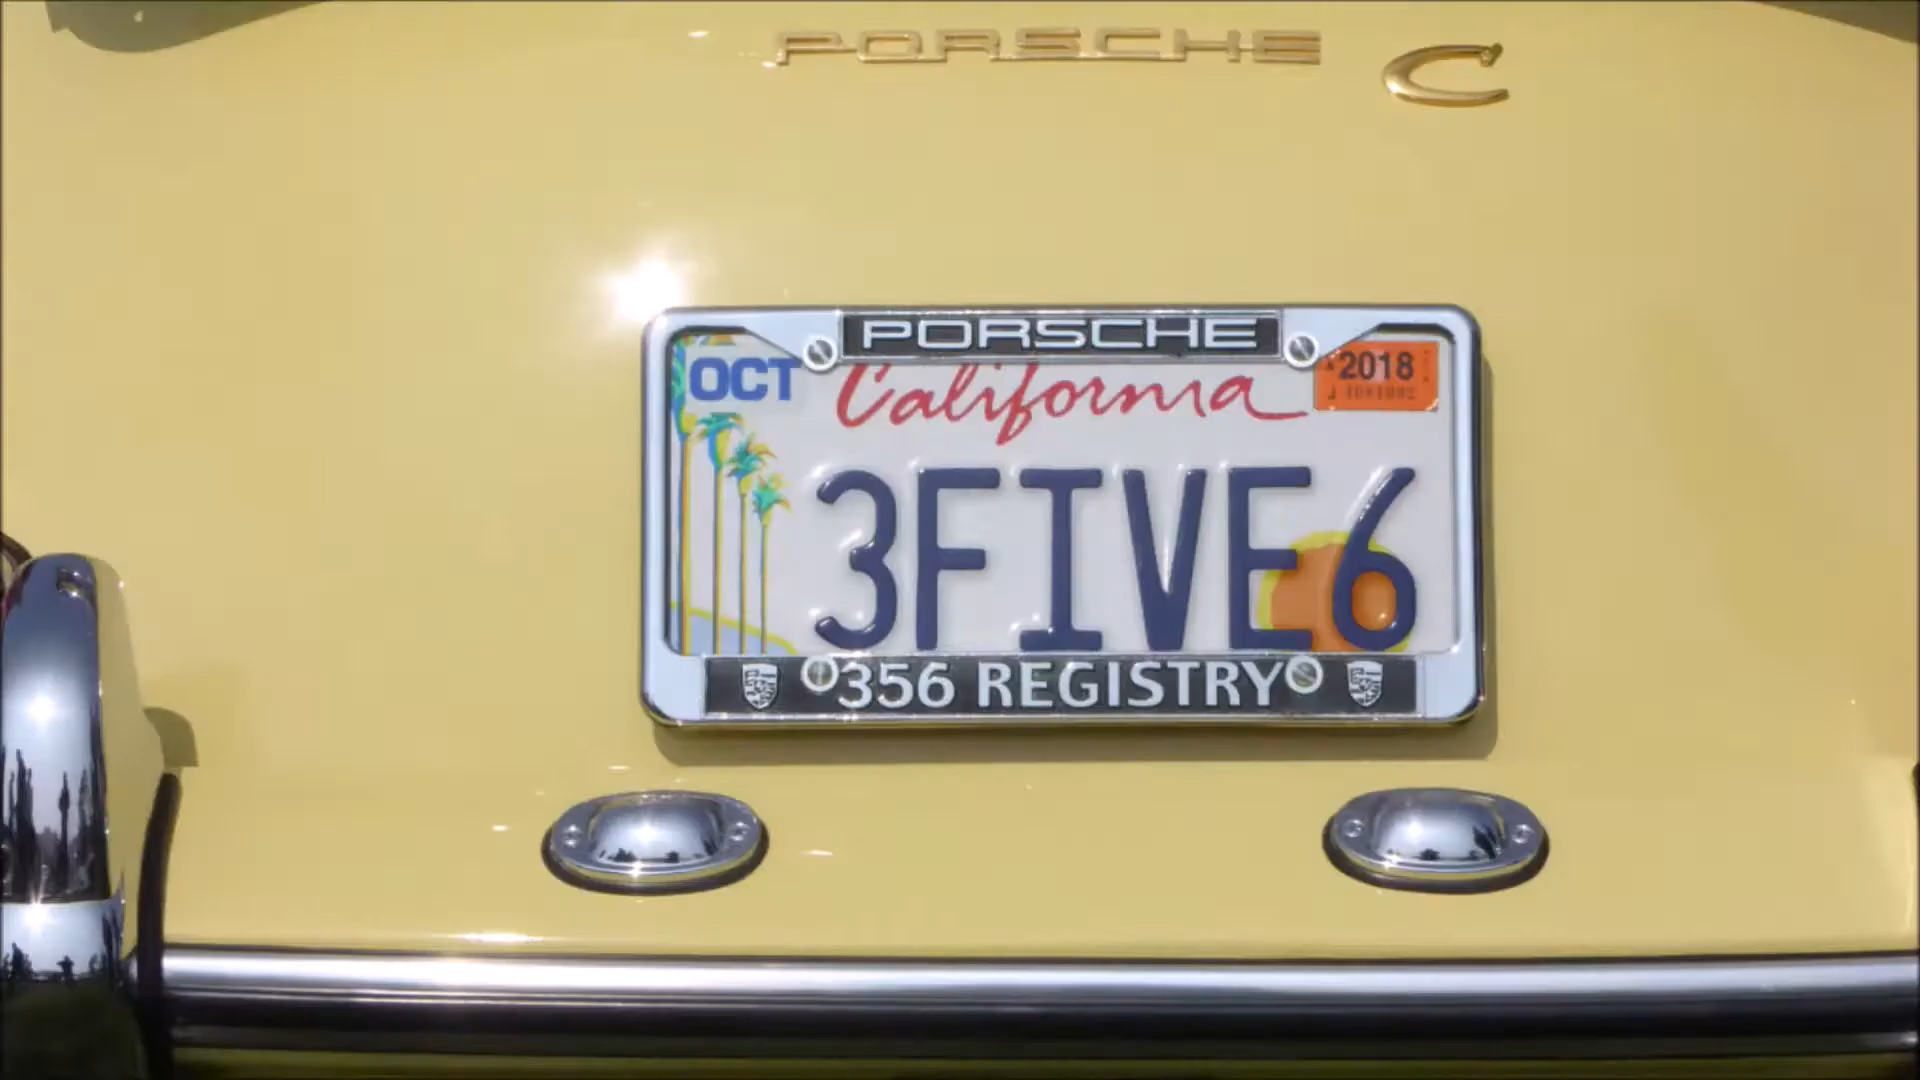 PORSCHE C
PORSCHE
OCT California 2018
3FIVE6
356 REGISTRY